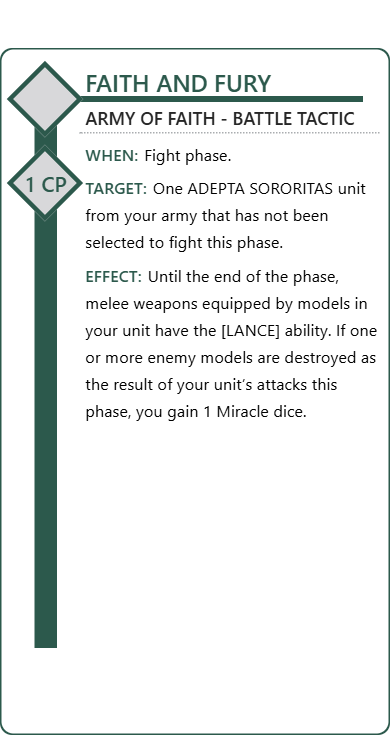 FAITH AND FURY
ARMY OF FAITH - BATTLE TACTIC
WHEN: Fight phase.
1 CP
TARGET: One ADEPTA SORORITAS unit
from your army that has not been
selected to fight this phase.
EFFECT: Until the end of the phase,
melee weapons equipped by models in
your unit have the [LANCE] ability. If one
or more enemy models are destroyed as
the result of your unit's attacks this
phase, you gain 1 Miracle dice.